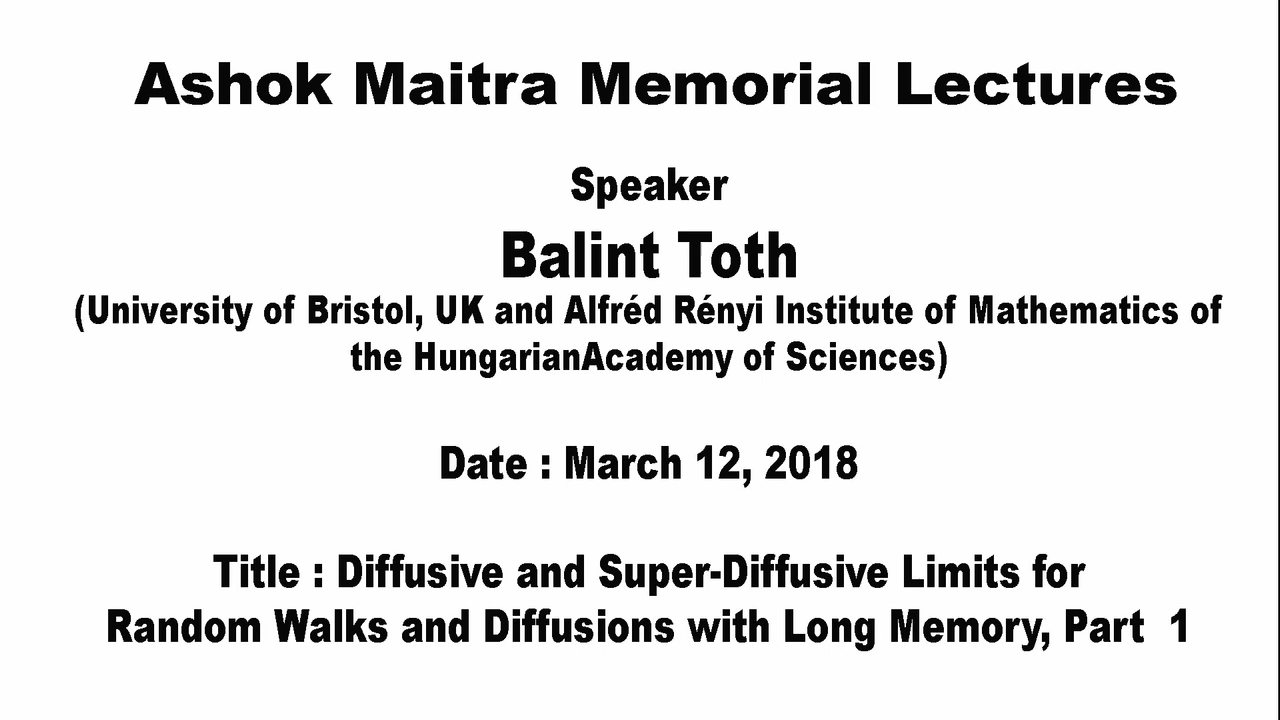 Ashok Maitra Memorial Lectures
Speaker
Balint Toth
(University of Bristol, UK and Alfréd Rényi Institute of Mathematics of
the HungarianAcademy of Sciences)
Date : March 12, 2018
Title : Diffusive and Super-Diffusive Limits for
Random Walks and Diffusions with Long Memory, Part 1